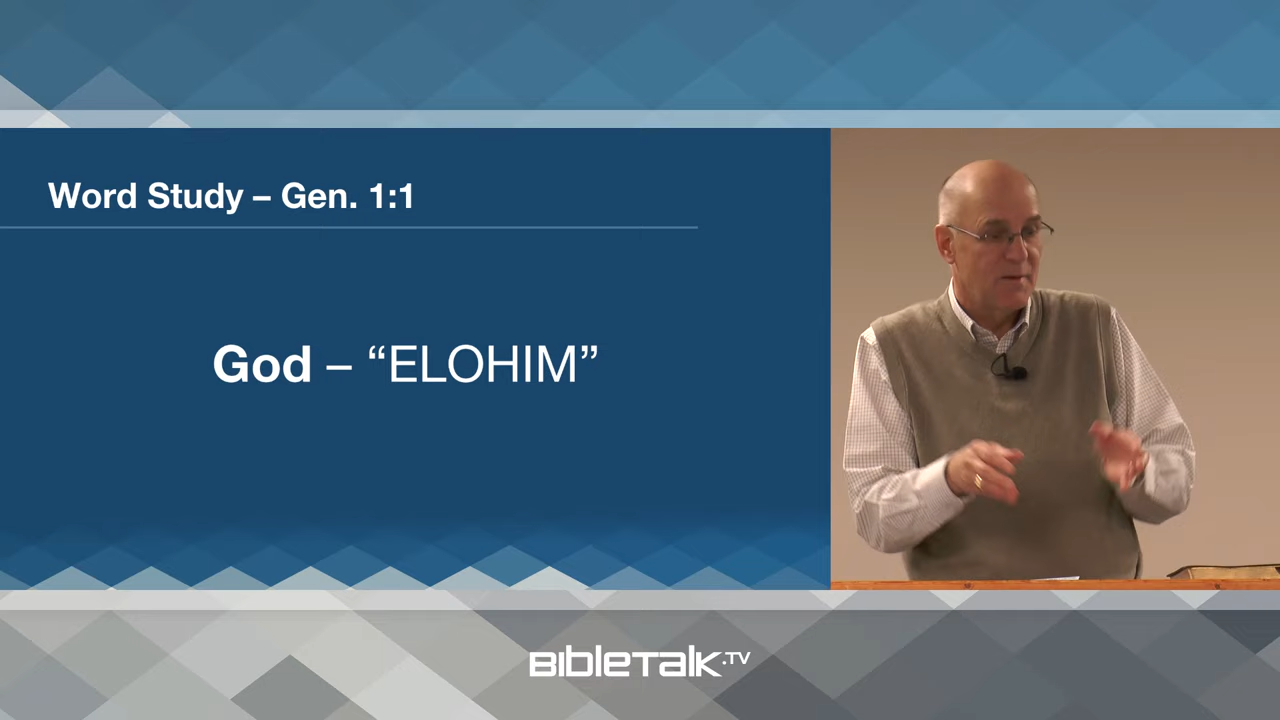 Word Study – Gen. 1:1
God – “ELOHIM”
BIBLETALK.TV